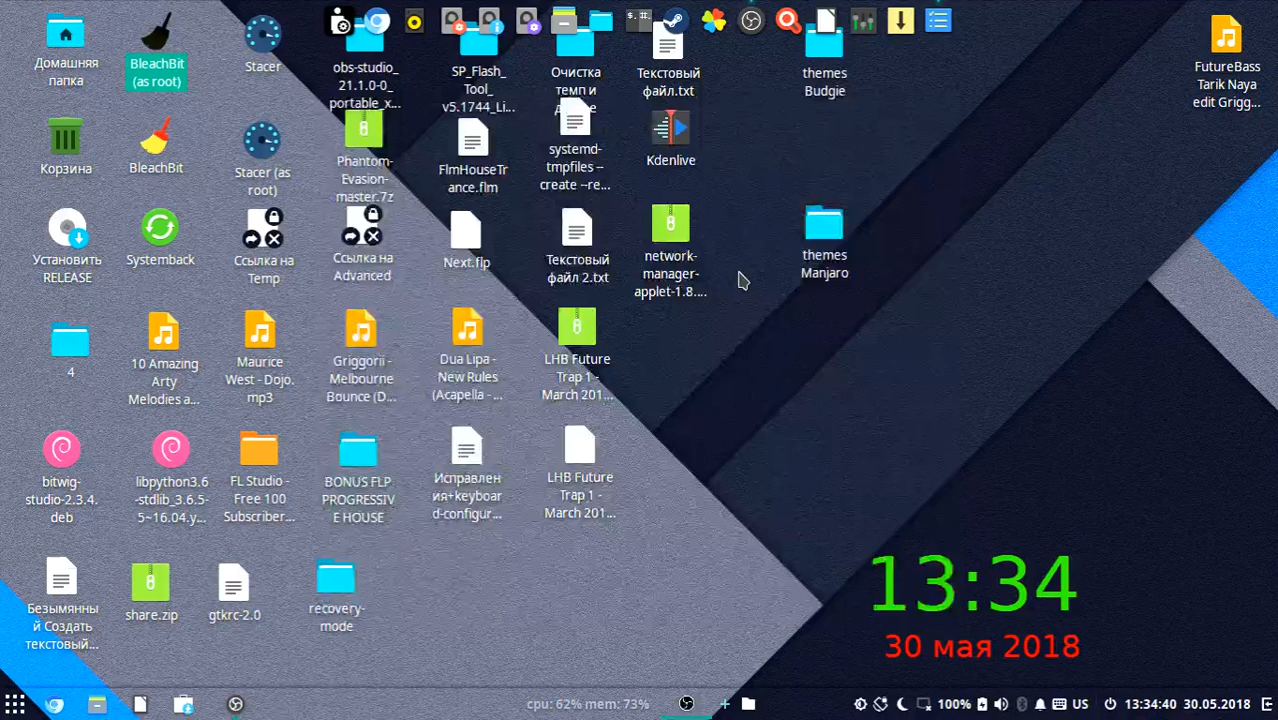 Домашняя
папка
BleachBit
(as root)
Stacer
obs-studio_
21.1.0-0_
portable_x...
SP_Flash_
Tool_
v5.1744_Li...
Очистка
темп и
Текстовый
файл.txt
themes
Budgie
FutureBass
Tarik Naya
edit Grigg...
Корзина
BleachBit
Stacer (as
root)
Phantom-
Evasion-
master.7z
FlmHouseTr
ance.flm
systemd-
tmpfiles --
create --re...
Kdenlive
Установить
RELEASE
Systemback
Ссылка на
Temp
Ссылка на
Advanced
Next.flp
Текстовый
файл 2.txt
network-
manager-
applet-1.8....
themes
Manjaro
4
10 Amazing
Arty
Melodies a...
Maurice
West - Dojo.
mp3
Griggorii -
Melbourne
Bounce (D...
Dua Lipa -
New Rules
(Acapella - ...
LHB Future
Trap 1 -
March 201...
bitwig-
studio-2.3.4.
deb
libpython3.6
-stdlib_3.6.5-
5~16.04.y...
FL Studio -
Free 100
Subscriber...
BONUS FLP
PROGRESSIV
E HOUSE
Исправлен
ия+keyboar
d-configur...
LHB Future
Trap 1 -
March 201...
Безымянны
й Создать
текстовый...
share.zip
gtkrc-2.0
recovery-
mode
13:34
30 мая 2018
cpu: 62% mem: 73%
100%
US
13:34:40 30.05.2018